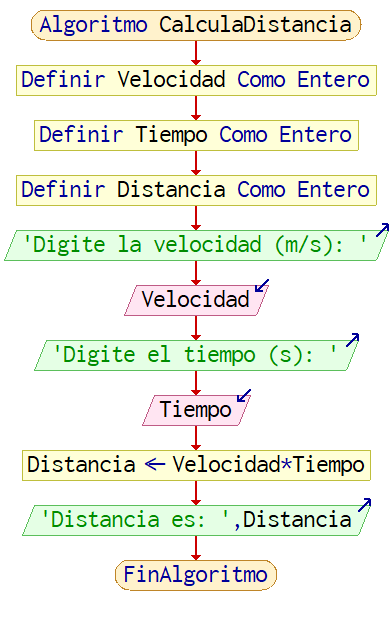 Algoritmo CalculaDistancia
Definir Velocidad Como Entero
Definir Tiempo Como Entero
Definir Distancia Como Entero
'Digite la velocidad (m/s): '
Velocidad
'Digite el tiempo (s): '
Tiempo
Distancia ← Velocidad*Tiempo
'Distancia es: ',Distancia
FinAlgoritmo